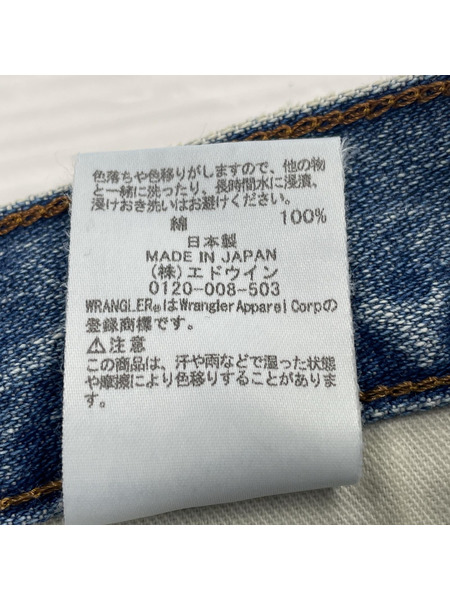 色落ちや色移りがしますので、他の物
と一緒に洗ったり、長時間水に浸漬、
浸けおき洗いはお避けください。
綿 100%
日本製
MADE IN JAPAN
(株)エドウイン
0120-008-503
WRANGLER®はWrangler Apparel Corpの
登録商標です。
⚠注意
この商品は、汗や雨などで湿った状態
や摩擦により色移りすることがありま
す。